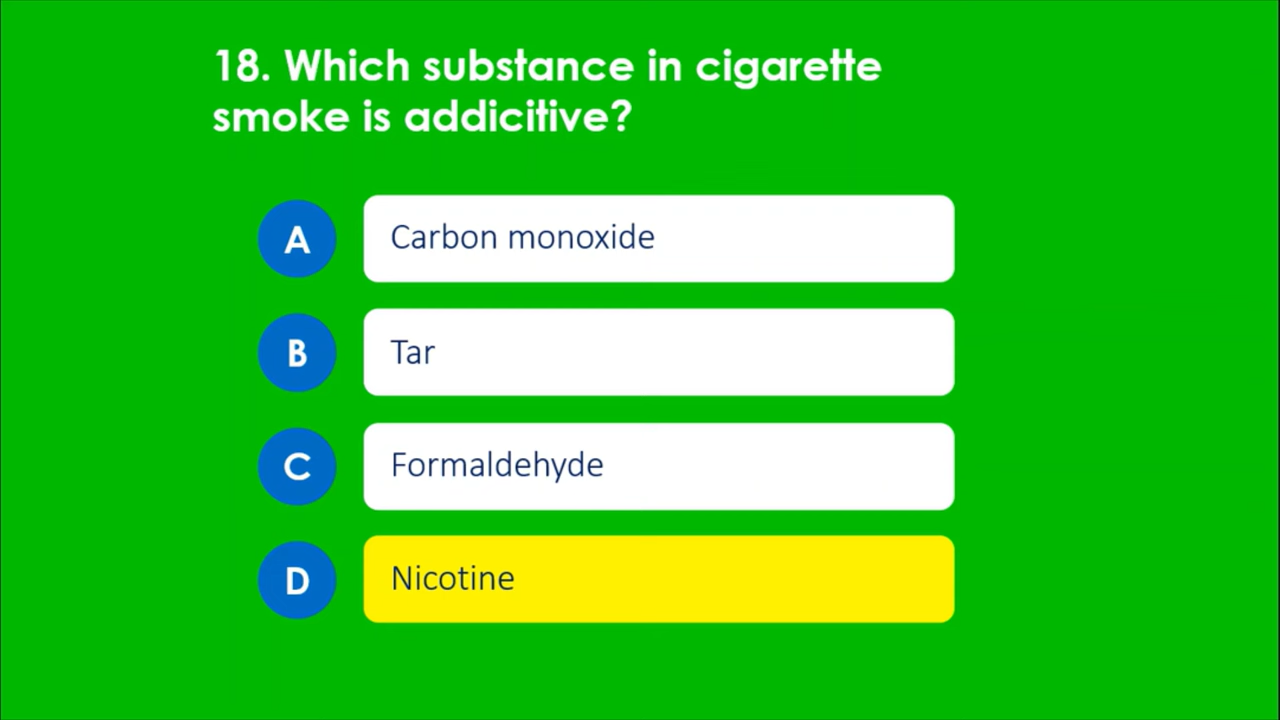 18. Which substance in cigarette
smoke is addicitive?
A Carbon monoxide
B Tar
C Formaldehyde
D Nicotine